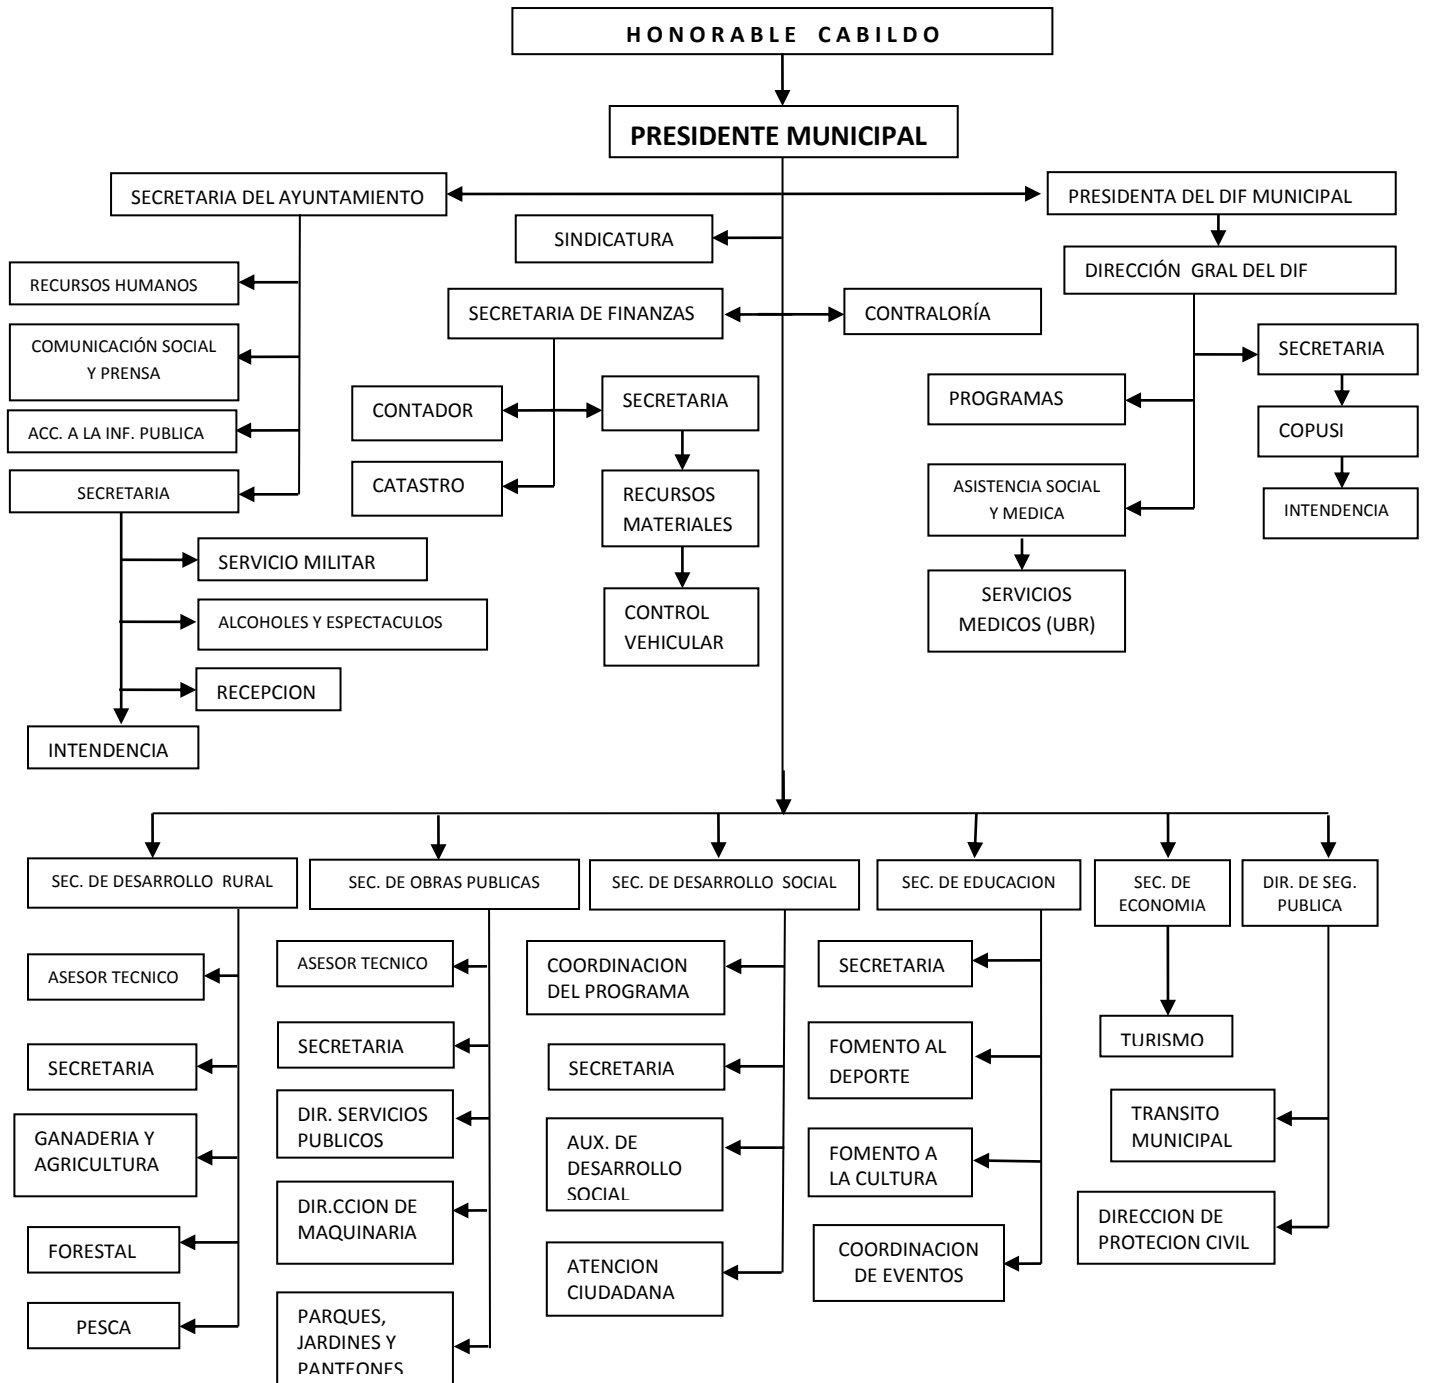 HONORABLE CABILDO
PRESIDENTE MUNICIPAL
SECRETARIA DEL AYUNTAMIENTO
PRESIDENTA DEL DIF MUNICIPAL
SINDICATURA
DIRECCIÓN GRAL DEL DIF
RECURSOS HUMANOS
SECRETARIA DE FINANZAS
CONTRALORÍA
COMUNICACIÓN SOCIAL
Y PRENSA
SECRETARIA
CONTADOR
SECRETARIA
PROGRAMAS
ACC. A LA INF. PUBLICA
COPUSI
SECRETARIA
CATASTRO
RECURSOS
MATERIALES
ASISTENCIA SOCIAL
Y MEDICA
INTENDENCIA
SERVICIO MILITAR
ALCOHOLES Y ESPECTACULOS
CONTROL
VEHICULAR
SERVICIOS
MEDICOS (UBR)
RECEPCION
INTENDENCIA
SEC. DE DESARROLLO RURAL
SEC. DE OBRAS PUBLICAS
SEC. DE DESARROLLO SOCIAL
SEC. DE EDUCACION
SEC. DE
ECONOMIA
DIR. DE SEG.
PUBLICA
ASESOR TECNICO
SECRETARIA
GANADERIA Y
AGRICULTURA
FORESTAL
PESCA
ASESOR TECNICO
SECRETARIA
DIR. SERVICIOS
PUBLICOS
DIR.CCION DE
MAQUINARIA
PARQUES,
JARDINES Y
PANTEONES
COORDINACION
DEL PROGRAMA
SECRETARIA
AUX. DE
DESARROLLO
SOCIAL
ATENCION
CIUDADANA
SECRETARIA
FOMENTO AL
DEPORTE
FOMENTO A
LA CULTURA
COORDINACION
DE EVENTOS
TURISMO
TRANSITO
MUNICIPAL
DIRECCION DE
PROTECION CIVIL